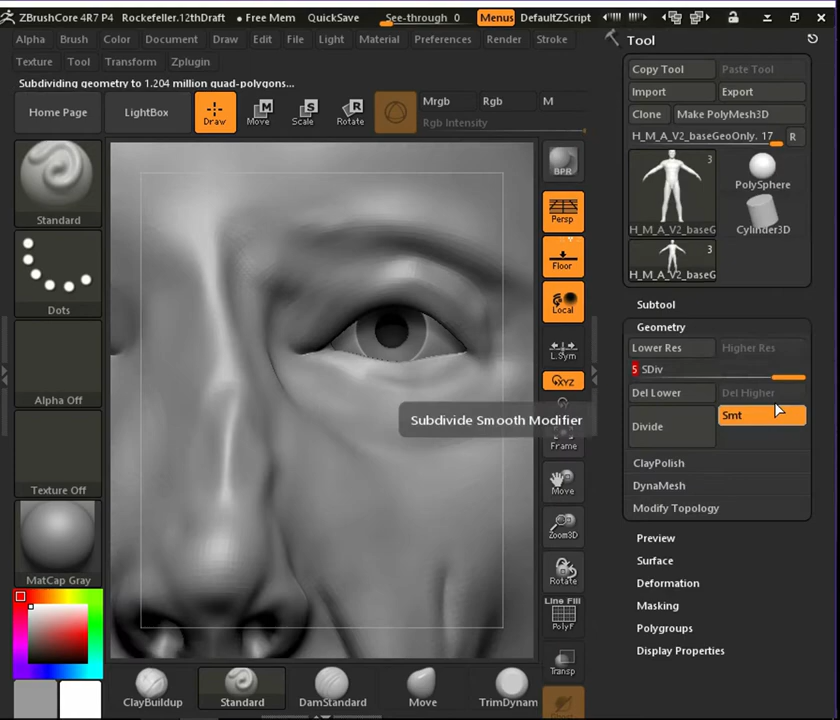 ZBrushCore 4R7 P4 Rockefeller.12thDraft • Free Mem • QuickSave See-through 0 Menus DefaultZScript
Alpha Brush Color Document Draw Edit File Light Material Preferences Render Stroke
Texture Tool Transform Zplugin
Subdividing geometry to 1.204 million quad-polygons...
Home Page LightBox Draw Move Scale Rotate Mrgb Rgb M
Rgb Intensity
Standard
Dots
Alpha Off
Texture Off
MatCap Gray
Subdivide Smooth Modifier
BPR
Persp
Floor
Local
L.Sym
XYZ
Frame
Move
Zoom3D
Rotate
Line Fill
PolyF
Transp
ClayBuildup Standard DamStandard Move TrimDynam
Tool
Copy Tool Paste Tool
Import Export
Clone Make PolyMesh3D
H_M_A_V2_baseGeoOnly. 17 R
3
PolySphere
H_M_A_V2_baseG Cylinder3D
3
H_M_A_V2_baseG
Subtool
Geometry
Lower Res Higher Res
5 SDiv
Del Lower Del Higher
Divide Smt
ClayPolish
DynaMesh
Modify Topology
Preview
Surface
Deformation
Masking
Polygroups
Display Properties